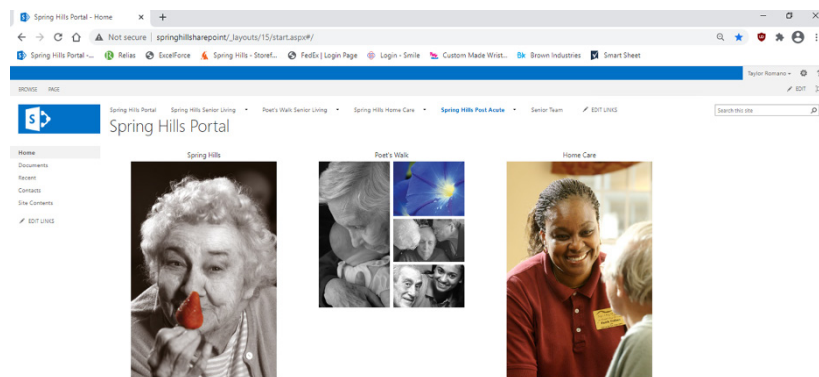 Spring Hills Portal - Home
Not secure | springhillssharepoint/_layouts/15/start.aspx#/
Spring Hills Portal -... Relias ExcelForce Spring Hills - Storef... FedEx | Login Page Login - Smile Custom Made Wrist... Bk Brown Industries Smart Sheet
Taylor Romano
BROWSE PAGE EDIT
Spring Hills Portal Spring Hills Senior Living Poet's Walk Senior Living Spring Hills Home Care Spring Hills Post Acute Senior Team EDIT LINKS Search this site
S
Spring Hills Portal
Home
Documents
Recent
Contacts
Site Contents
EDIT LINKS
Spring Hills Poet's Walk Home Care